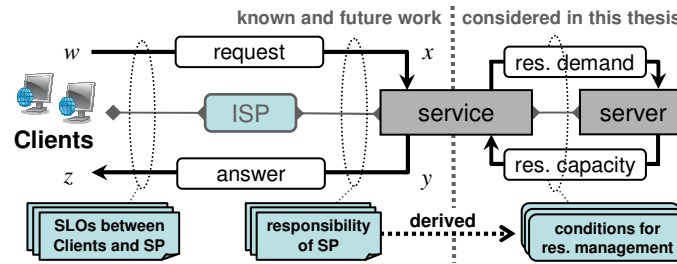 known and future work
considered in this thesis
w
request
x
res. demand
Clients
ISP
service
server
z
answer
y
res. capacity
SLOs between
Clients and SP
responsibility
of SP
derived
conditions for
res. management